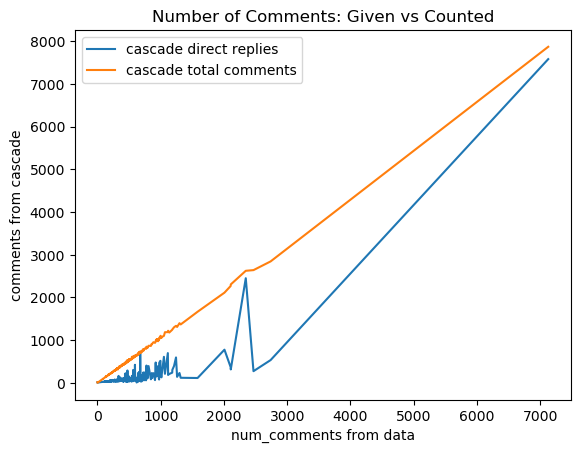 Number of Comments: Given vs Counted
cascade direct replies
cascade total comments
comments from cascade
8000
7000
6000
5000
4000
3000
2000
1000
0
0 1000 2000 3000 4000 5000 6000 7000
num_comments from data